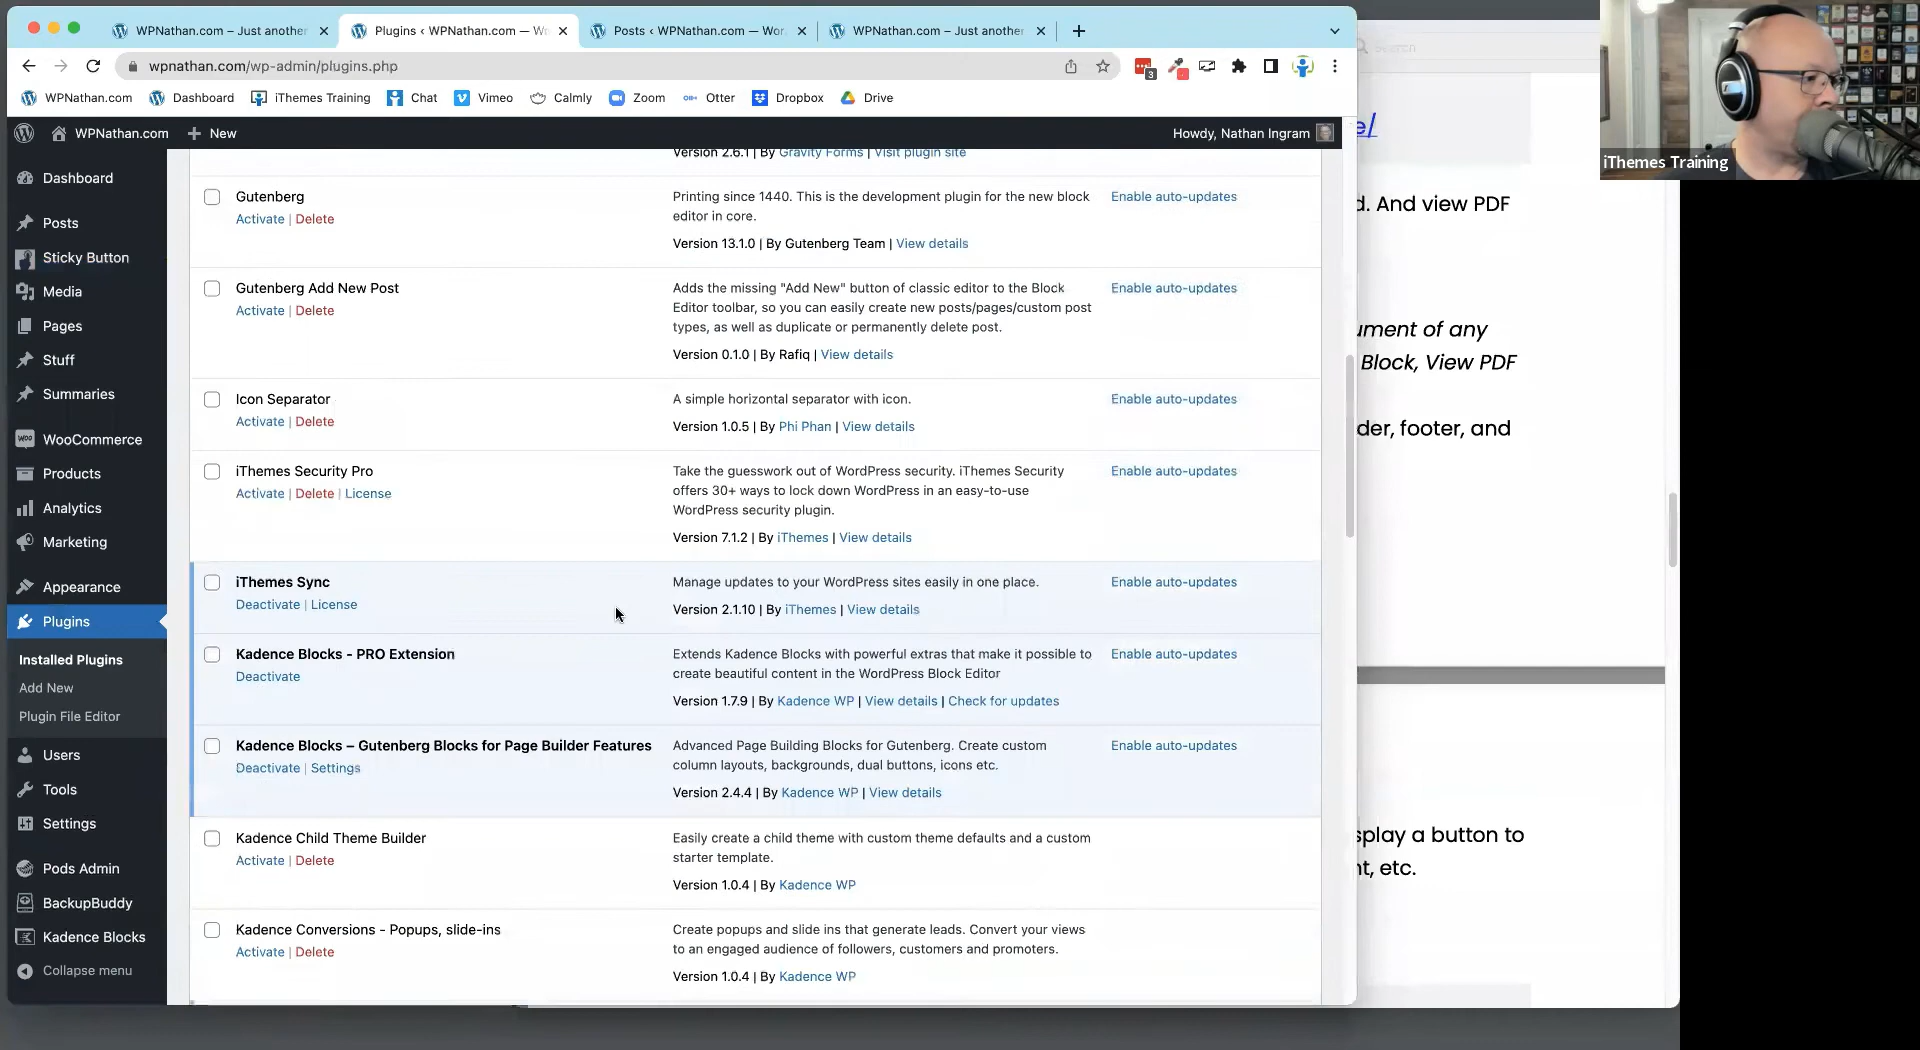 WPNathan.com – Just another
Plugins ‹ WPNathan.com — W
Posts ‹ WPNathan.com — Wor
WPNathan.com – Just another
wpnathan.com/wp-admin/plugins.php
3
Search
WPNathan.com
Dashboard
iThemes Training
Chat
Vimeo
Calmly
Zoom
Otter
Dropbox
Drive
WPNathan.com
New
Howdy, Nathan Ingram
iThemes Training
Dashboard
Posts
Sticky Button
Media
Pages
Stuff
Summaries
WooCommerce
Products
Analytics
Marketing
Appearance
Plugins
Installed Plugins
Add New
Plugin File Editor
Users
Tools
Settings
Pods Admin
BackupBuddy
Kadence Blocks
Collapse menu
Version 2.6.1 | By Gravity Forms | Visit plugin site
Gutenberg
Activate | Delete
Printing since 1440. This is the development plugin for the new block
editor in core.
Version 13.1.0 | By Gutenberg Team | View details
Enable auto-updates
Gutenberg Add New Post
Activate | Delete
Adds the missing "Add New" button of classic editor to the Block
Editor toolbar, so you can easily create new posts/pages/custom post
types, as well as duplicate or permanently delete post.
Version 0.1.0 | By Rafiq | View details
Enable auto-updates
Icon Separator
Activate | Delete
A simple horizontal separator with icon.
Version 1.0.5 | By Phi Phan | View details
Enable auto-updates
iThemes Security Pro
Activate | Delete | License
Take the guesswork out of WordPress security. iThemes Security
offers 30+ ways to lock down WordPress in an easy-to-use
WordPress security plugin.
Version 7.1.2 | By iThemes | View details
Enable auto-updates
iThemes Sync
Deactivate | License
Manage updates to your WordPress sites easily in one place.
Version 2.1.10 | By iThemes | View details
Enable auto-updates
Kadence Blocks - PRO Extension
Deactivate
Extends Kadence Blocks with powerful extras that make it possible to
create beautiful content in the WordPress Block Editor
Version 1.7.9 | By Kadence WP | View details | Check for updates
Enable auto-updates
Kadence Blocks – Gutenberg Blocks for Page Builder Features
Deactivate | Settings
Advanced Page Building Blocks for Gutenberg. Create custom
column layouts, backgrounds, dual buttons, icons etc.
Version 2.4.4 | By Kadence WP | View details
Enable auto-updates
Kadence Child Theme Builder
Activate | Delete
Easily create a child theme with custom theme defaults and a custom
starter template.
Version 1.0.4 | By Kadence WP
Kadence Conversions - Popups, slide-ins
Activate | Delete
Create popups and slide ins that generate leads. Convert your views
to an engaged audience of followers, customers and promoters.
Version 1.0.4 | By Kadence WP
e/
d. And view PDF
ument of any
Block, View PDF
der, footer, and
splay a button to
nt, etc.